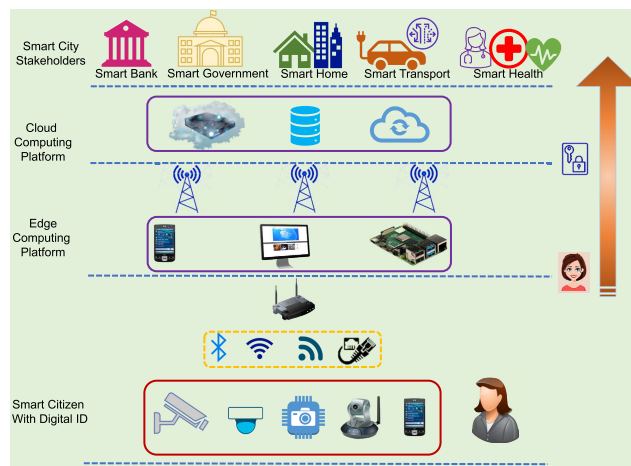 Smart City
Stakeholders
Smart Bank
Smart Government
Smart Home
Smart Transport
Smart Health
Cloud
Computing
Platform
Edge
Computing
Platform
Smart Citizen
With Digital ID